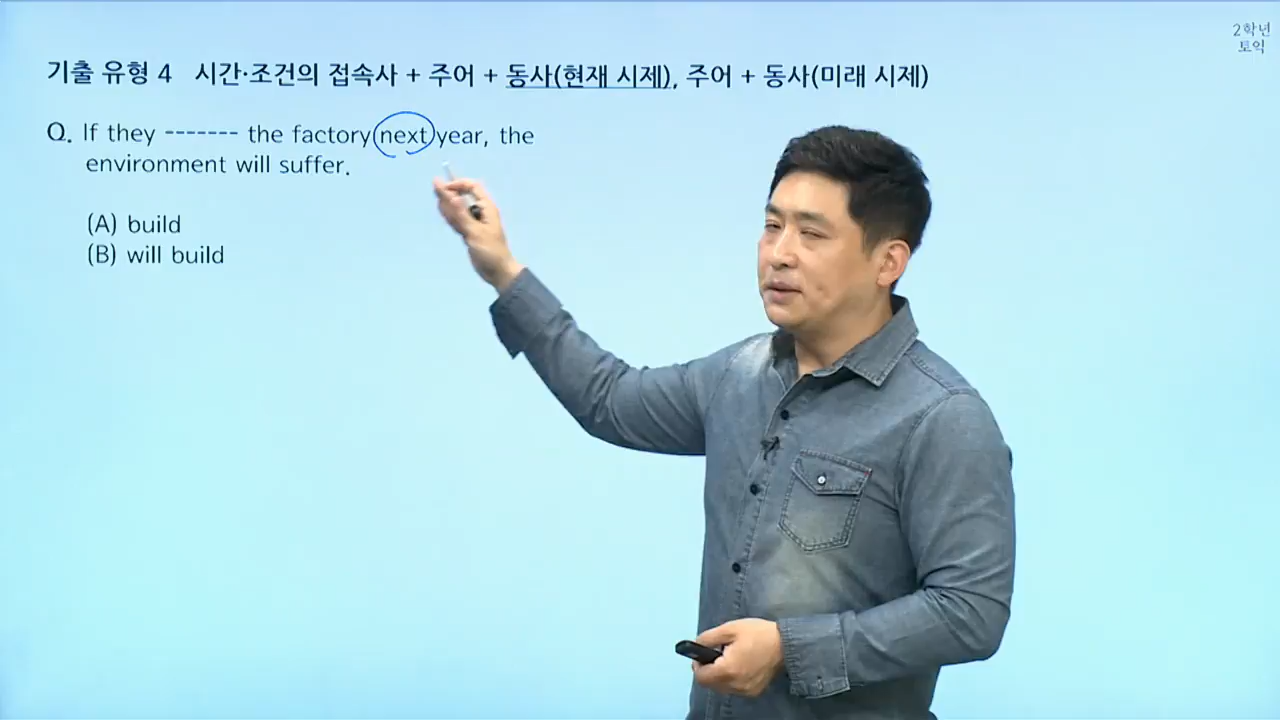 2학년
토익
기출 유형 4 시간·조건의 접속사 + 주어 + 동사(현재 시제), 주어 + 동사(미래 시제)
Q. If they ------- the factory next year, the
environment will suffer.
(A) build
(B) will build